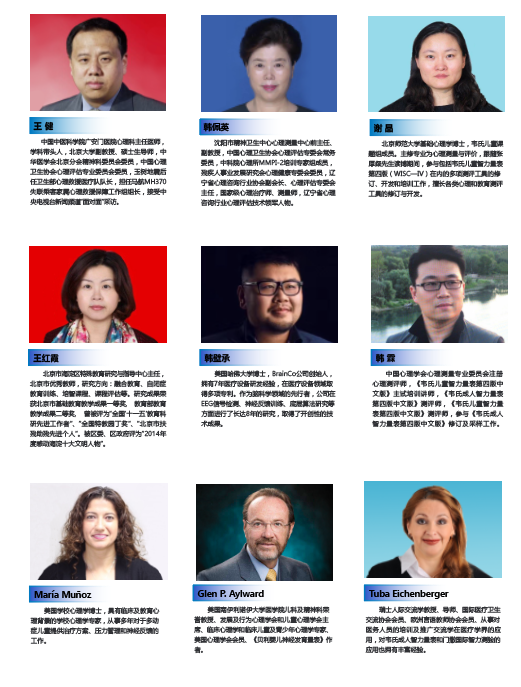 王 健
中国中医科学院广安门医院心理科主任医师，
学科带头人，北京大学副教授、硕士生导师，中
华医学会北京分会精神科委员会委员，中国心理
卫生协会心理评估专业委员会委员，玉树地震后
任卫生部心理救援医疗队队长，担任马航MH370
失联乘客家属心理救援保障工作组组长，接受中
央电视台新闻频道"面对面"采访。
韩佩英
沈阳市精神卫生中心心理测量中心前主任、
副教授，中国心理卫生协会心理评估专委会常务
委员，中科院心理所MMPI-2培训专家组成员，
残疾人事业发展研究会心理健康专委会委员，辽
宁省心理咨询行业协会副会长、心理评估专委会
主任，国家级心理治疗师、测量师，辽宁省心理
咨询行业心理评估技术领军人物。
谢 晶
北京师范大学基础心理学博士，韦氏儿童课
题组成员。主修专业为心理测量与评价，跟随张
厚粲先生读博期间，参与包括韦氏儿童智力量表
第四版（WISC—IV）在内的多项测评工具的修
订、开发和培训工作，擅长各类心理和教育测评
工具的修订与开发。
王红霞
北京市海淀区特殊教育研究与指导中心主任，
北京市优秀教师，研究方向：融合教育、自闭症
教育训练、培智课程、课程评估等。研究成果荣
获北京市基础教育教学成果一等奖、 教育部教育
教学成果二等奖， 曾被评为"全国'十一五'教育科
研先进工作者"、"全国特教园丁奖"、"北京市扶
残助残先进个人"。被区委、区政府评为"2014年
度感动海淀十大文明人物"。
韩壁丞
美国哈佛大学博士，BrainCo公司创始人，
拥有7年医疗设备研发经验，在医疗设备领域取
得多项专利。作为脑科学领域的先行者，公司在
EEG信号检测、神经反馈训练、底层算法研究等
方面进行了长达8年的研究，取得了开创性的技
术成果。
韩 霖
中国心理学会心理测量专业委员会注册
心理测评师，《韦氏儿童智力量表第四版中
文版》主试培训讲师，《韦氏成人智力量表
第四版中文版》测评师，《韦氏儿童智力量
表第四版中文版》测评师，参与《韦氏成人智
力量表第四版中文版》修订及采样工作。
María Muñoz
美国学校心理学博士，具有临床及教育心
理背景的学校心理学专家，从事多年对于多动
症儿童提供治疗方案、压力管理和神经反馈的
工作。
Glen P. Aylward
美国南伊利诺伊大学医学院儿科及精神科荣
誉教授、发展及行为心理学会和儿童心理学会主
席、临床心理学和临床儿童及青少年心理学专家、
美国心理学会会员、《贝利婴儿神经发育量表》作
者。
Tuba Eichenberger
瑞士人际交流学教授、导师、国际医疗卫生
交流协会会员、欧洲言语教师协会会员，从事对
医务人员的培训及推广交流学在医疗学界的应
用，对韦氏成人智力量表和门撒国际智力测验的
应用也拥有丰富经验。